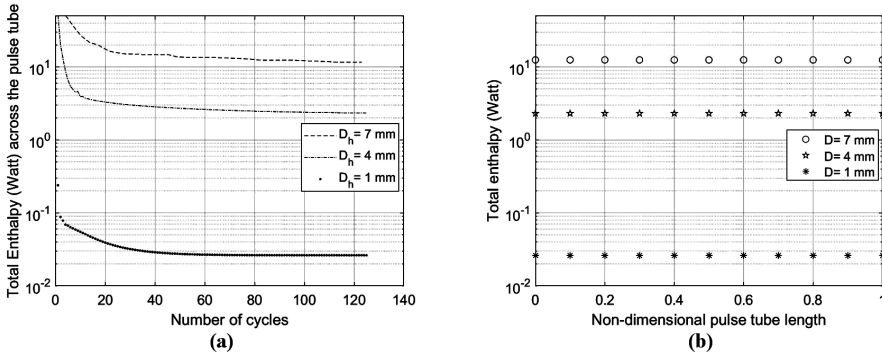 Total Enthalpy (Watt) across the pulse tube
10^1
10^0
10^-1
10^-2
0 20 40 60 80 100 120 140
Number of cycles
D_h= 7 mm
D_h= 4 mm
D_h= 1 mm
(a)
Total enthalpy (Watt)
10^1
10^0
10^-1
10^-2
0 0.2 0.4 0.6 0.8 1
Non-dimensional pulse tube length
D= 7 mm
D= 4 mm
D= 1 mm
(b)